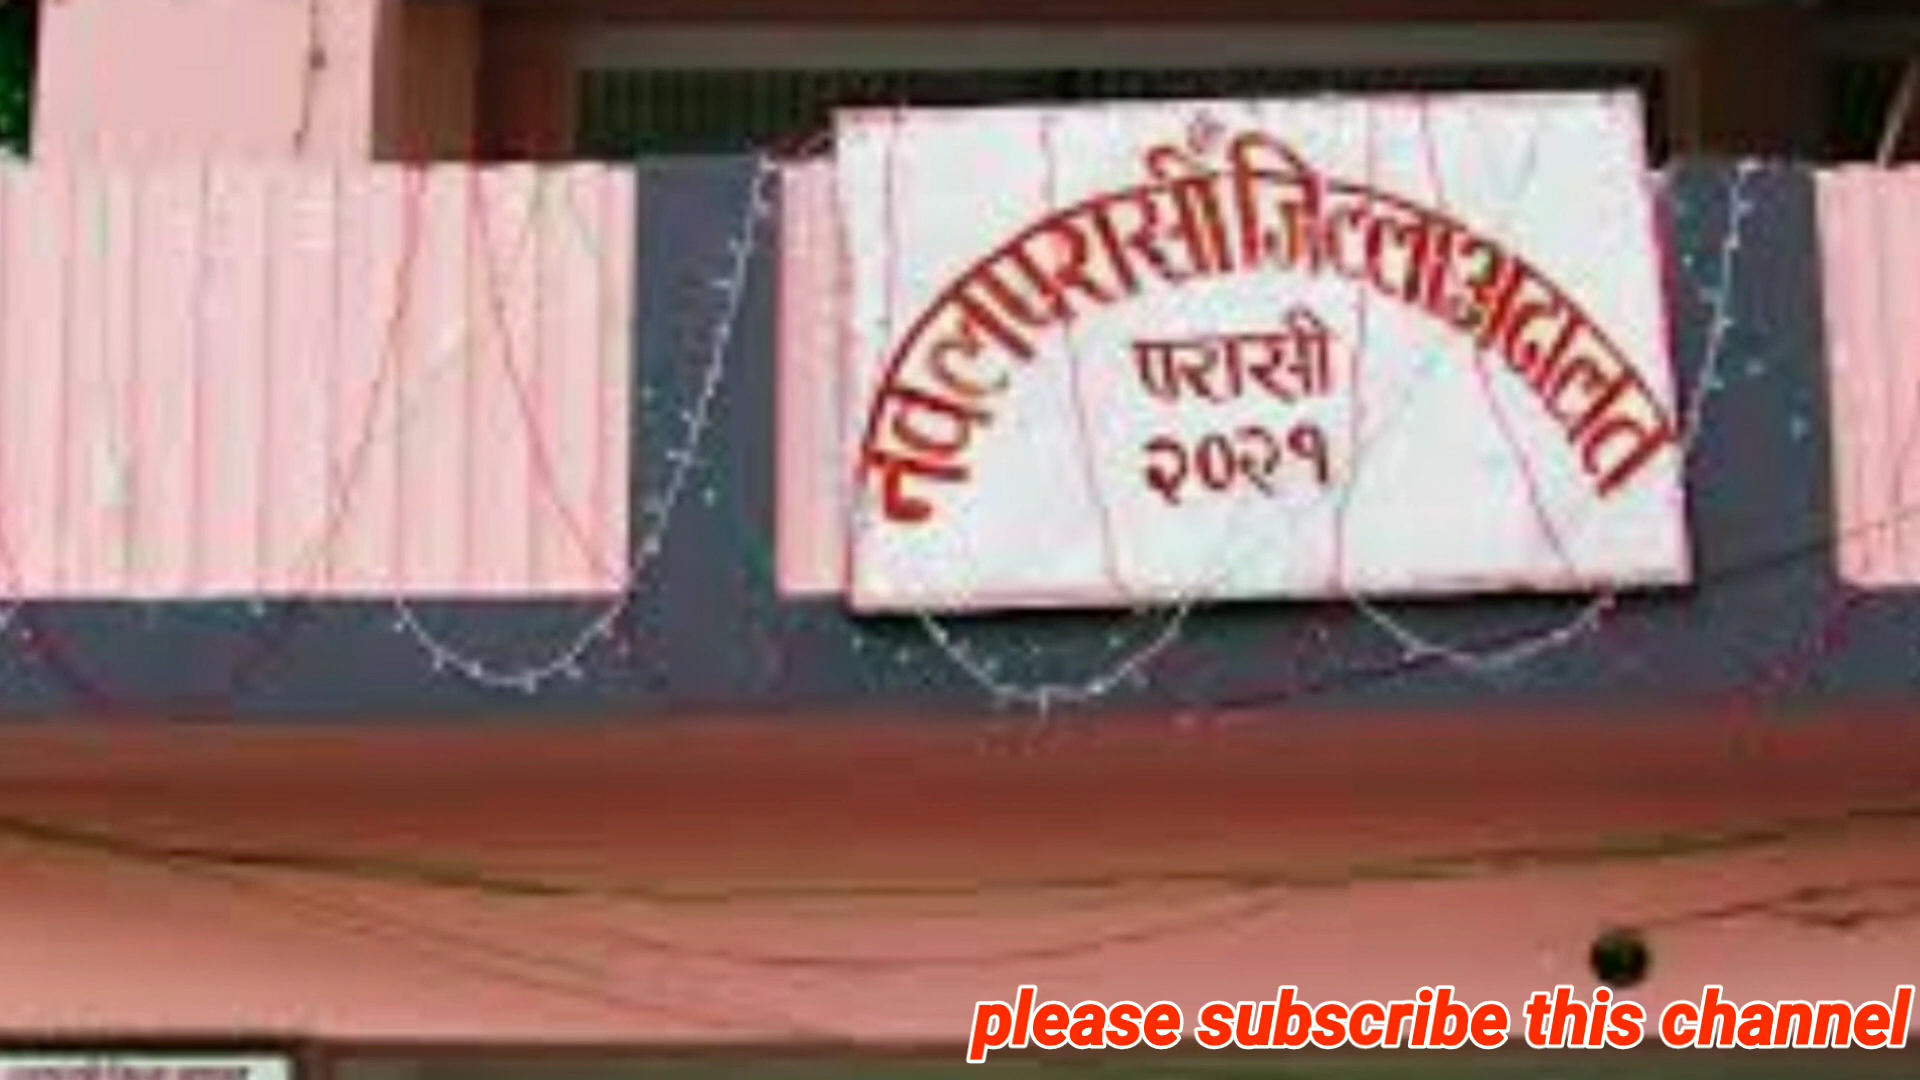 नवलपरासी जिल्ला अदालत
परासी
२०२१
please subscribe this channel